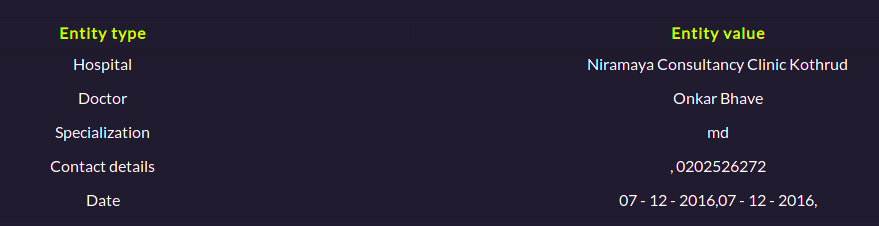 Entity type Entity value
Hospital Niramaya Consultancy Clinic Kothrud
Doctor Onkar Bhave
Specialization md
Contact details , 0202526272
Date 07 - 12 - 2016,07 - 12 - 2016,